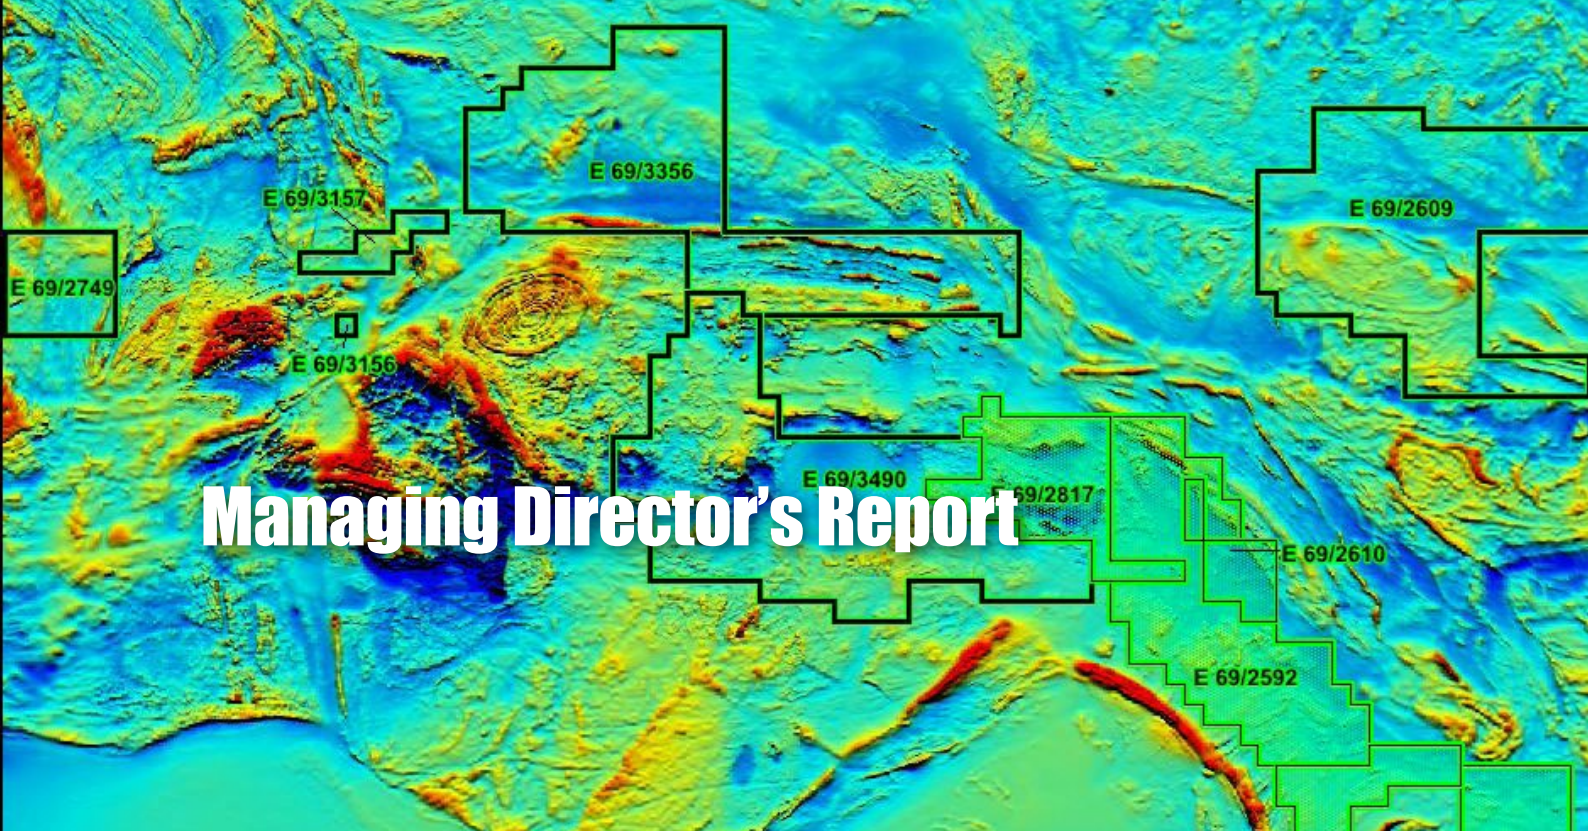 E 69/3356
E 69/3157
E 69/2609
E 69/2749
E 69/3156
E 69/3490
E 69/2817
Managing Director’s Report
E 69/2610
E 69/2592